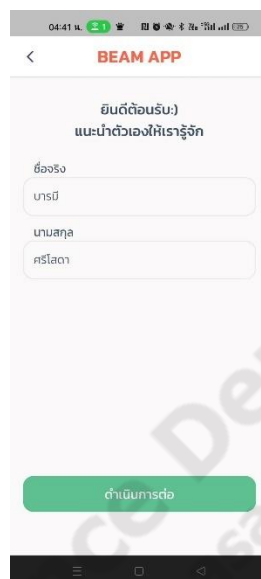 04:41 น.
BEAM APP
ยินดีต้อนรับ:)
แนะนำตัวเองให้เรารู้จัก
ชื่อจริง
บารมี
นามสกุล
ศรีโสดา
ดำเนินการต่อ